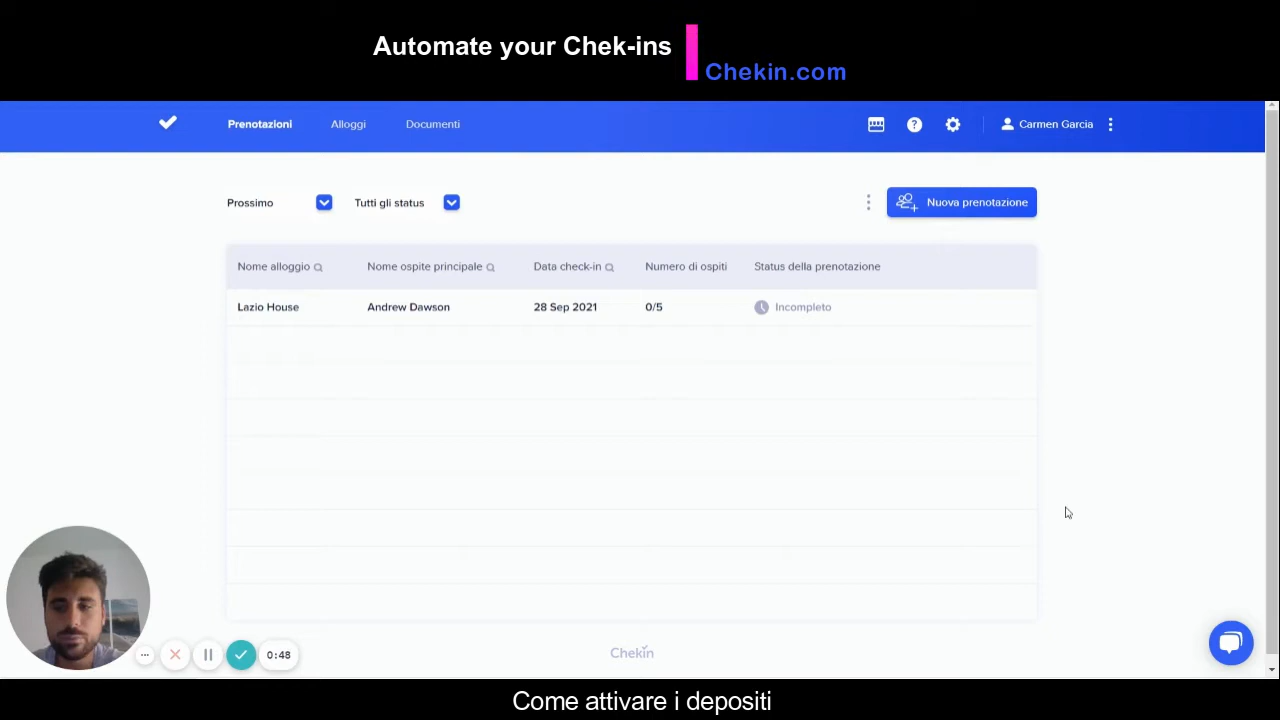 Automate your Chek-ins
Chekin.com
Prenotazioni Alloggi Documenti ? Carmen Garcia
Prossimo Tutti gli status Nuova prenotazione
Nome alloggio Nome ospite principale Data check-in Numero di ospiti Status della prenotazione
Lazio House Andrew Dawson 28 Sep 2021 0/5 Incompleto
0:48
Chekin
Come attivare i depositi